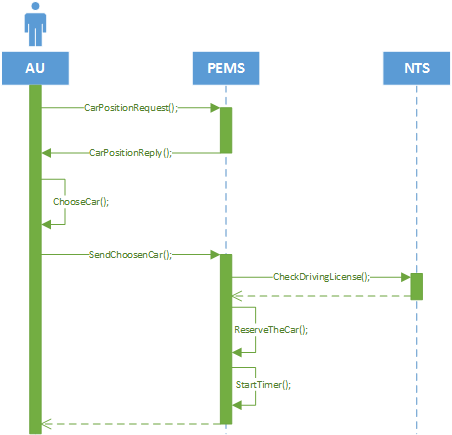 AU
PEMS
NTS
CarPositionRequest();
CarPositionReply();
ChooseCar();
SendChoosenCar();
CheckDrivingLicense();
ReserveTheCar();
StartTimer();